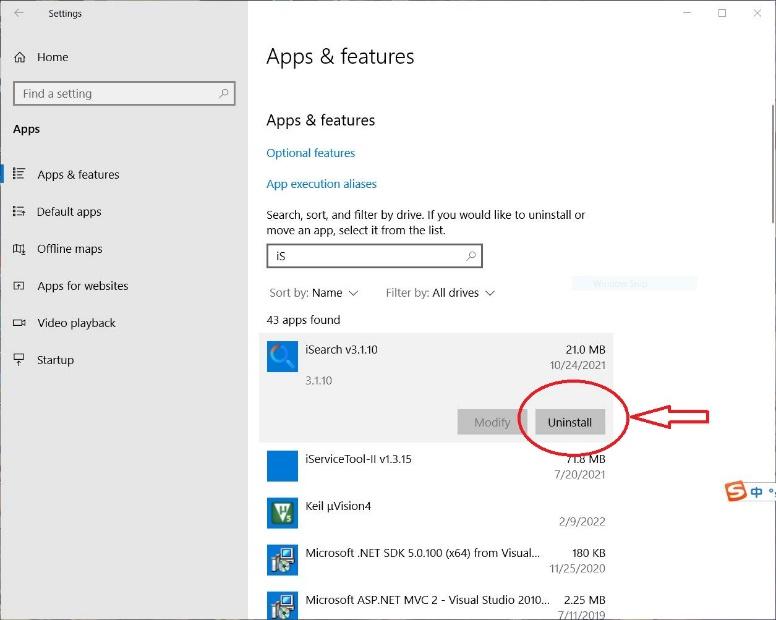 Settings
Home
Find a setting
Apps
Apps & features
Default apps
Offline maps
Apps for websites
Video playback
Startup
Apps & features
Apps & features
Optional features
App execution aliases
Search, sort, and filter by drive. If you would like to uninstall or
move an app, select it from the list.
iS
Window Snip
Sort by: Name Filter by: All drives
43 apps found
iSearch v3.1.10 21.0 MB
10/24/2021
3.1.10
Modify Uninstall
iServiceTool-II v1.3.15 71.8 MB
7/20/2021
Keil µVision4
2/9/2022
Microsoft .NET SDK 5.0.100 (x64) from Visual... 180 KB
11/25/2020
Microsoft ASP.NET MVC 2 - Visual Studio 2010... 2.25 MB
7/11/2019
S 中